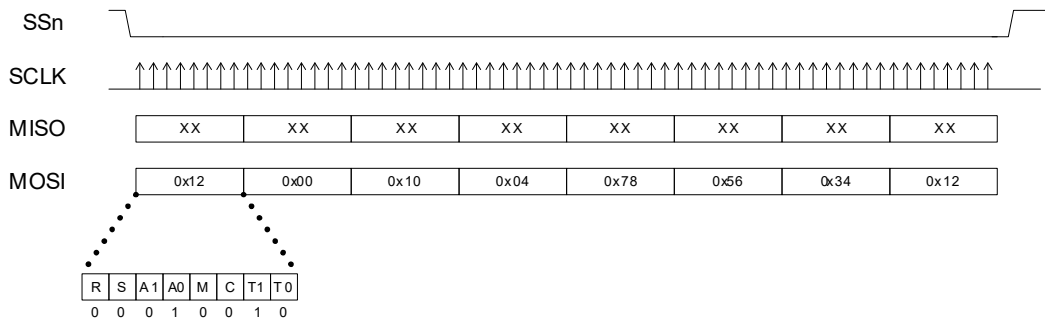 SSn
SCLK
MISO XX XX XX XX XX XX XX XX
MOSI 0x12 0x00 0x10 0x04 0x78 0x56 0x34 0x12
R S A1 A0 M C T1 T0
0 0 0 1 0 0 1 0